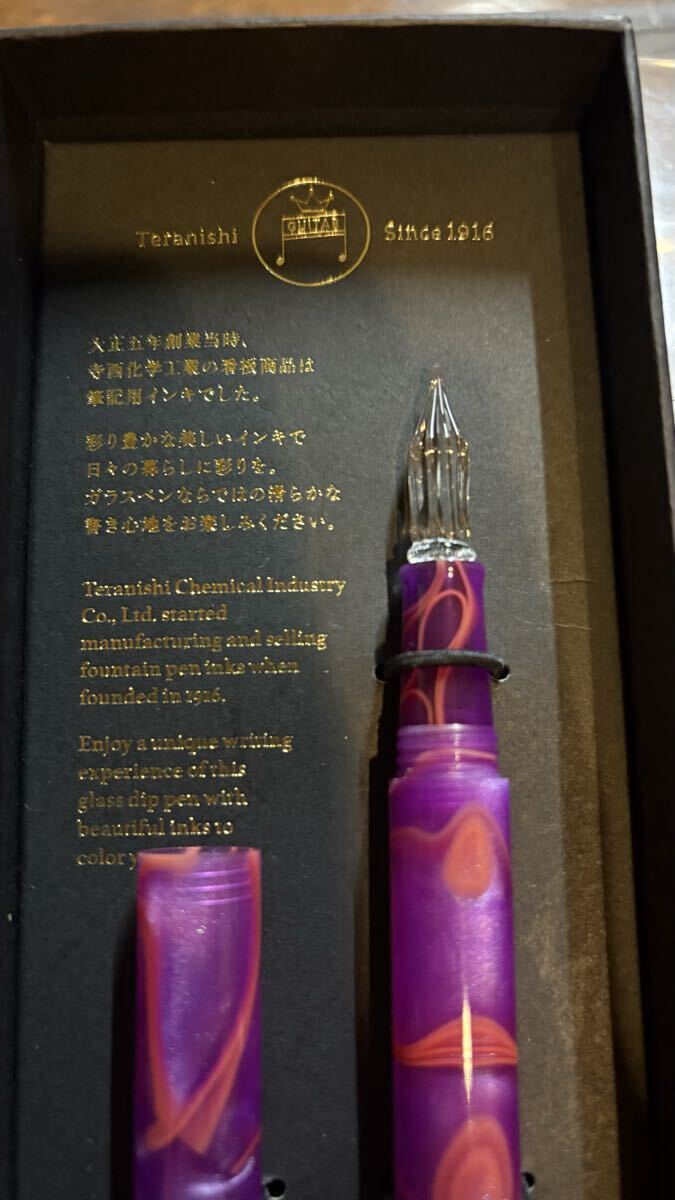 Teranishi
GUITAR
Since 1916
大正五年創業当時、
寺西化学工業の看板商品は
筆記用インキでした。
彩り豊かな美しいインキで
日々の暮らしに彩りを。
ガラスペンならではの滑らかな
書き心地をお楽しみください。
Teranishi Chemical Industry
Co., Ltd. started
manufacturing and selling
fountain pen inks when
founded in 1916.
Enjoy a unique writing
experience of this
glass dip pen with
beautiful inks to
color